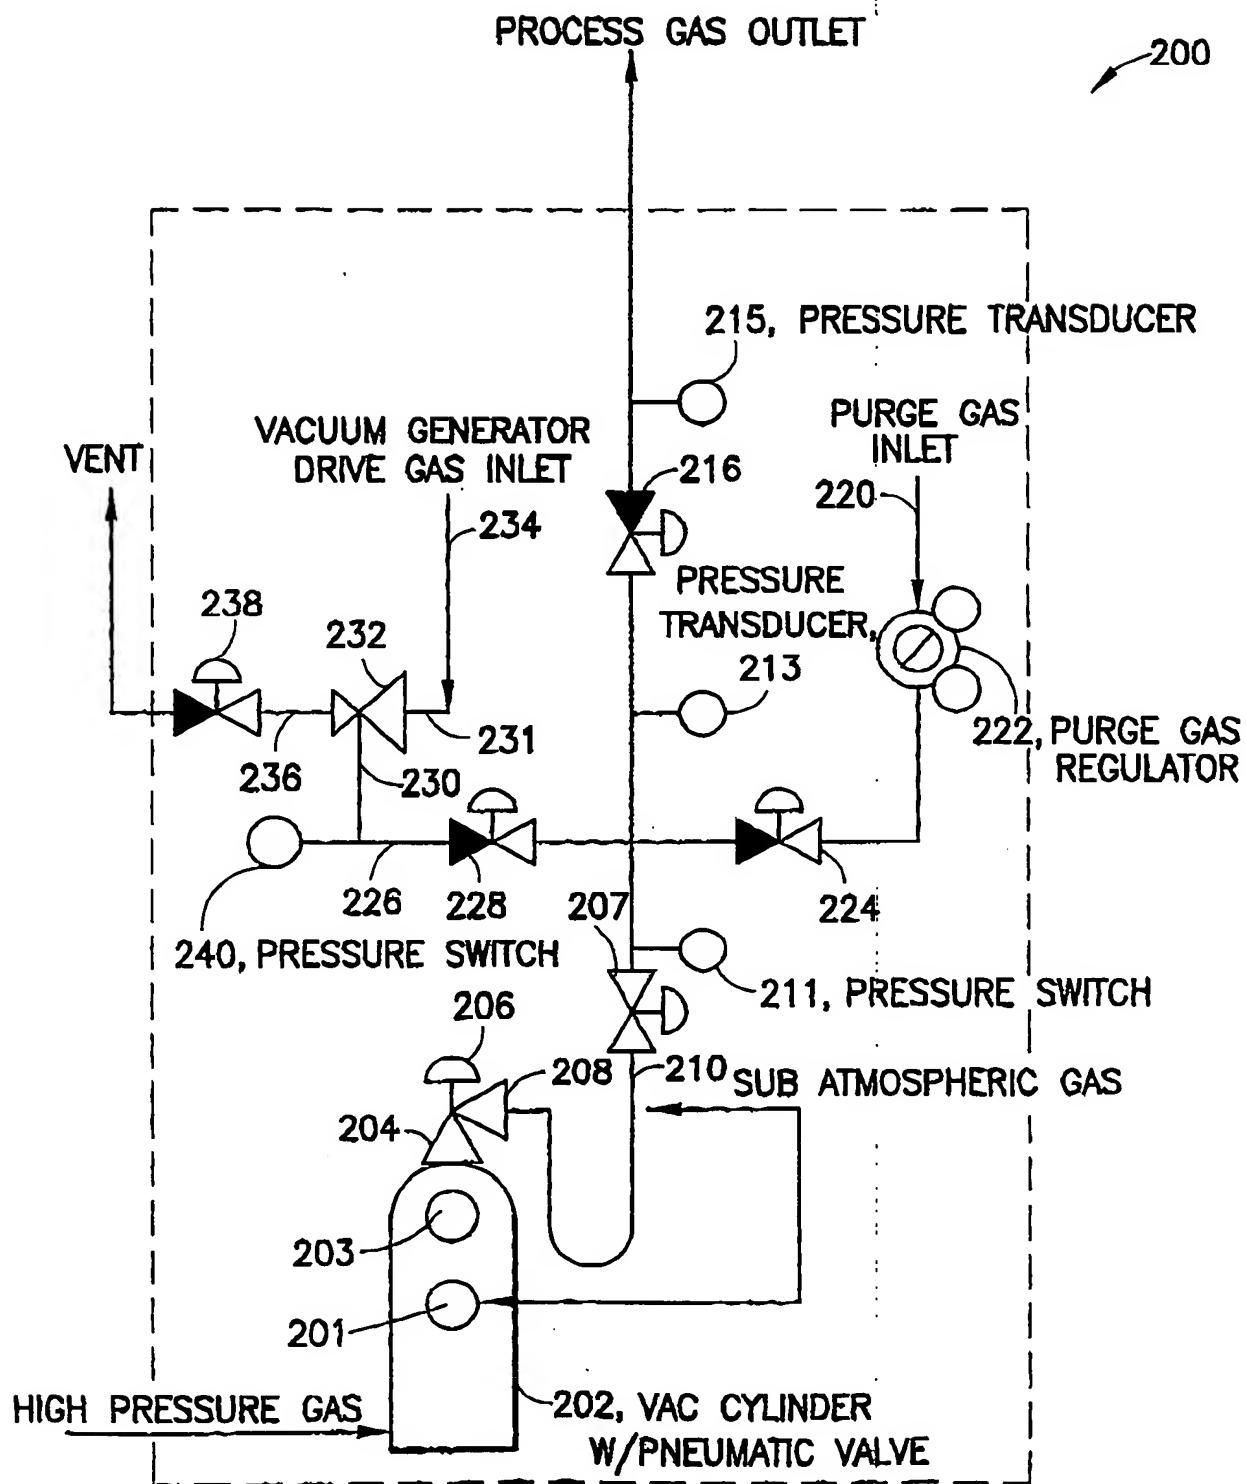 PROCESS GAS OUTLET
200
215, PRESSURE TRANSDUCER
PURGE GAS
INLET
VACUUM GENERATOR
DRIVE GAS INLET
VENT
216
220
234
PRESSURE
TRANSDUCER,
213
238
232
222, PURGE GAS
REGULATOR
231
236
230
226
228
207
224
240, PRESSURE SWITCH
211, PRESSURE SWITCH
206
208
210
SUB ATMOSPHERIC GAS
204
203
201
HIGH PRESSURE GAS
202, VAC CYLINDER
W/PNEUMATIC VALVE